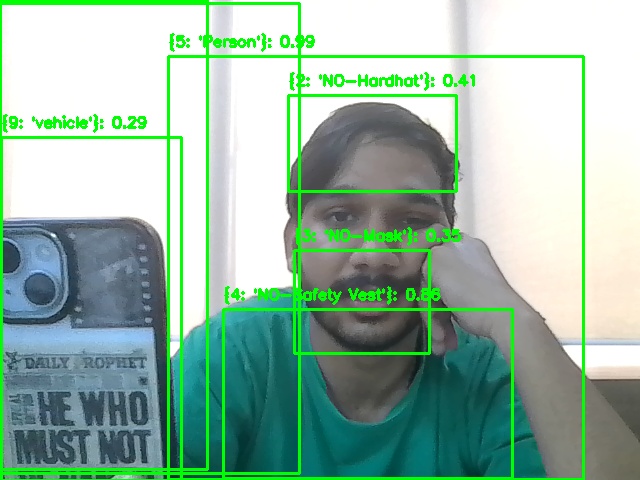 {5: 'Person'}: 0.99
{2: 'NO-Hardhat'}: 0.41
{9: 'vehicle'}: 0.29
{3: 'NO-Mask'}: 0.35
{4: 'NO-Safety Vest'}: 0.86
DAILY PROPHET
HE WHO
MUST NOT